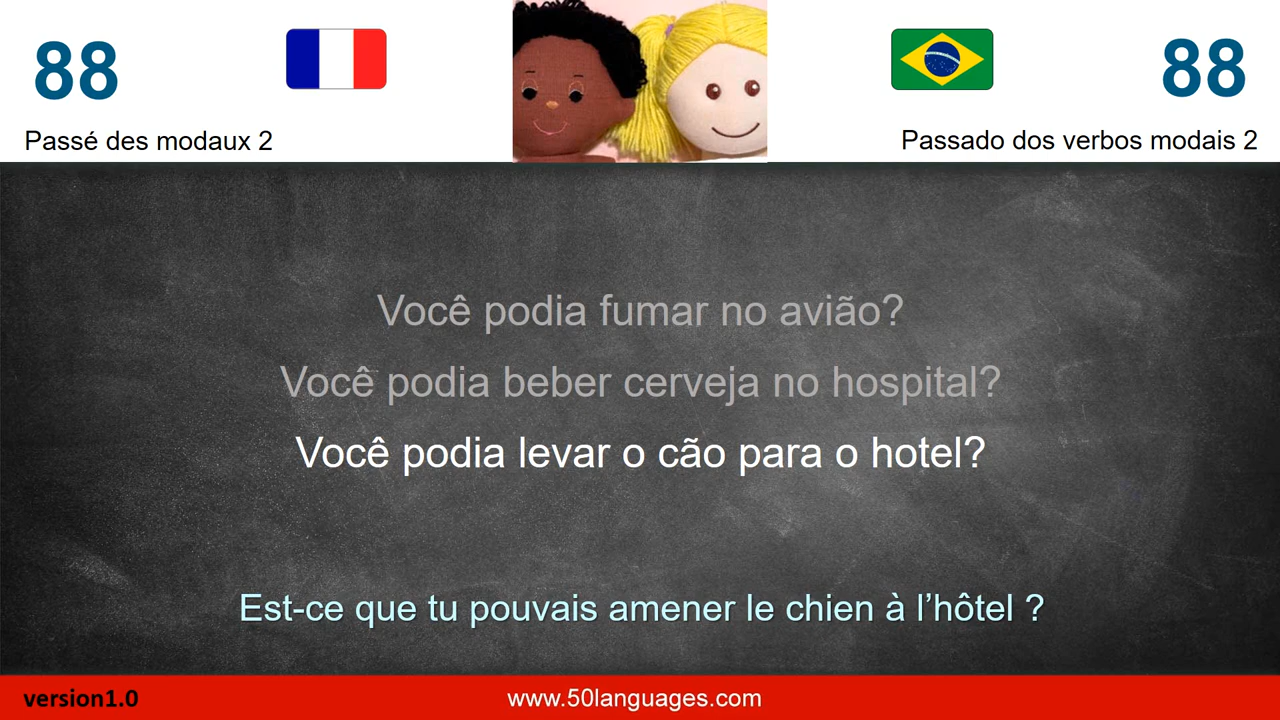 88
88
Passé des modaux 2
Passado dos verbos modais 2
Você podia fumar no avião?
Você podia beber cerveja no hospital?
Você podia levar o cão para o hotel?
Est-ce que tu pouvais amener le chien à l’hôtel ?
version1.0
www.50languages.com